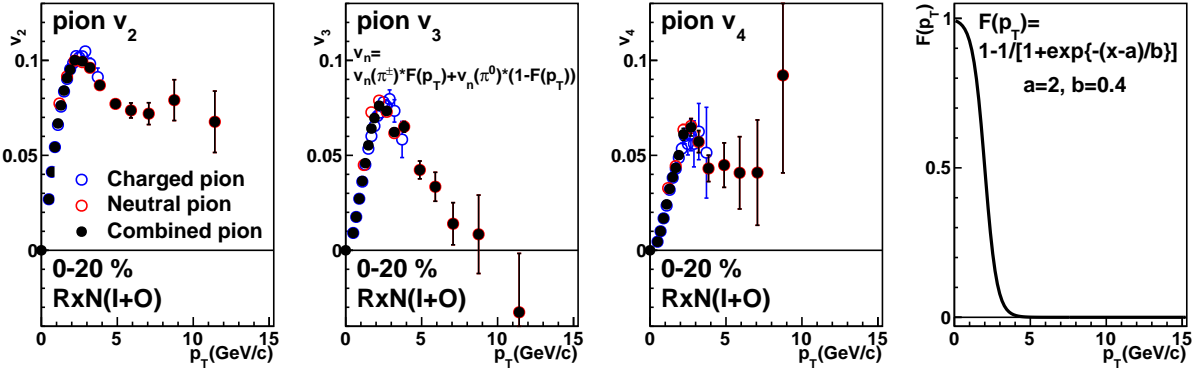 pion v2
v2
0.1
0.05
0
Charged pion
Neutral pion
Combined pion
0-20 %
RxN(I+O)
0 5 10 15
pT(GeV/c)
pion v3
v3
vn=
vn(π±)*F(pT)+vn(π0)*(1-F(pT))
0.1
0.05
0
0-20 %
RxN(I+O)
0 5 10 15
pT(GeV/c)
pion v4
v4
0.1
0.05
0
0-20 %
RxN(I+O)
0 5 10 15
pT(GeV/c)
F(pT)
1
0.5
0
F(pT)=
1-1/[1+exp{-(x-a)/b}]
a=2, b=0.4
0 5 10 15
pT(GeV/c)